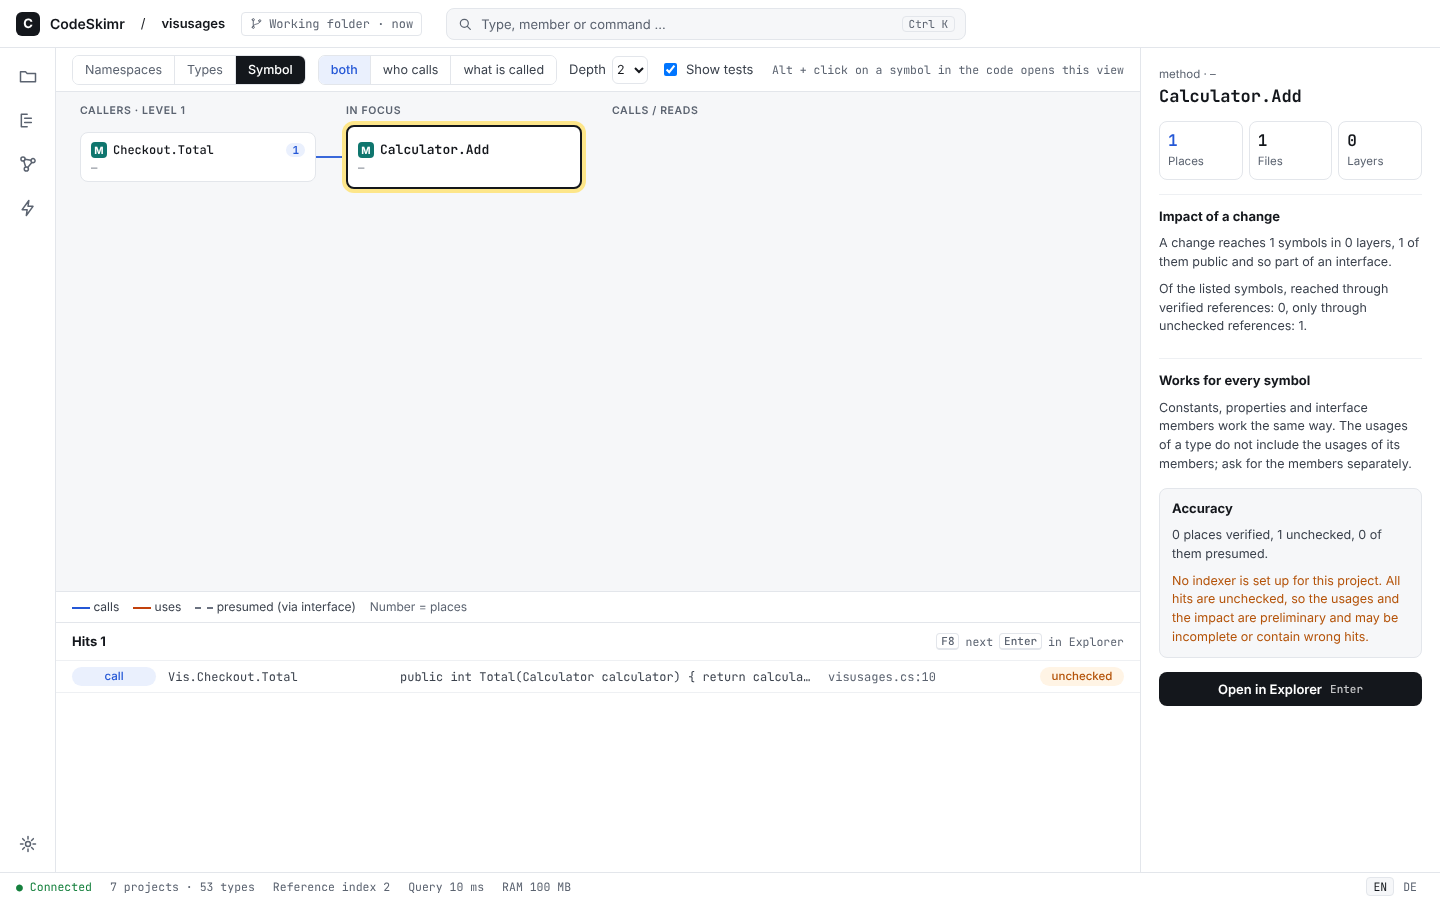 C CodeSkimr / visusages Working folder · now Type, member or command ... Ctrl K
Namespaces Types Symbol both who calls what is called Depth 2 Show tests Alt + click on a symbol in the code opens this view
CALLERS · LEVEL 1 IN FOCUS CALLS / READS
M Checkout.Total 1
–
M Calculator.Add
–
calls uses presumed (via interface) Number = places
Hits 1 F8 next Enter in Explorer
call Vis.Checkout.Total public int Total(Calculator calculator) { return calcula… visusages.cs:10 unchecked
method · –
Calculator.Add
1 1 0
Places Files Layers
Impact of a change
A change reaches 1 symbols in 0 layers, 1 of
them public and so part of an interface.
Of the listed symbols, reached through
verified references: 0, only through
unchecked references: 1.
Works for every symbol
Constants, properties and interface
members work the same way. The usages
of a type do not include the usages of its
members; ask for the members separately.
Accuracy
0 places verified, 1 unchecked, 0 of
them presumed.
No indexer is set up for this project. All
hits are unchecked, so the usages and
the impact are preliminary and may be
incomplete or contain wrong hits.
Open in Explorer Enter
Connected 7 projects · 53 types Reference index 2 Query 10 ms RAM 100 MB EN DE